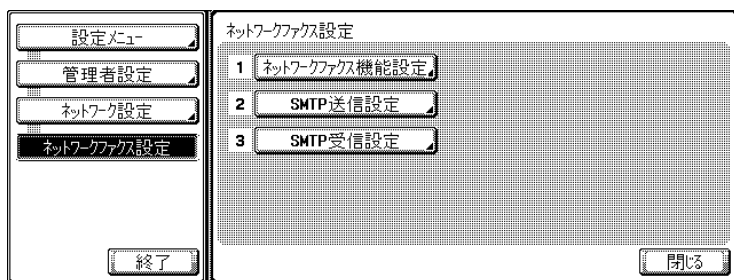 設定メニュー
管理者設定
ネットワーク設定
ネットワークファクス設定
終了
ネットワークファクス設定
1 ネットワークファクス機能設定
2 SMTP送信設定
3 SMTP受信設定
閉じる